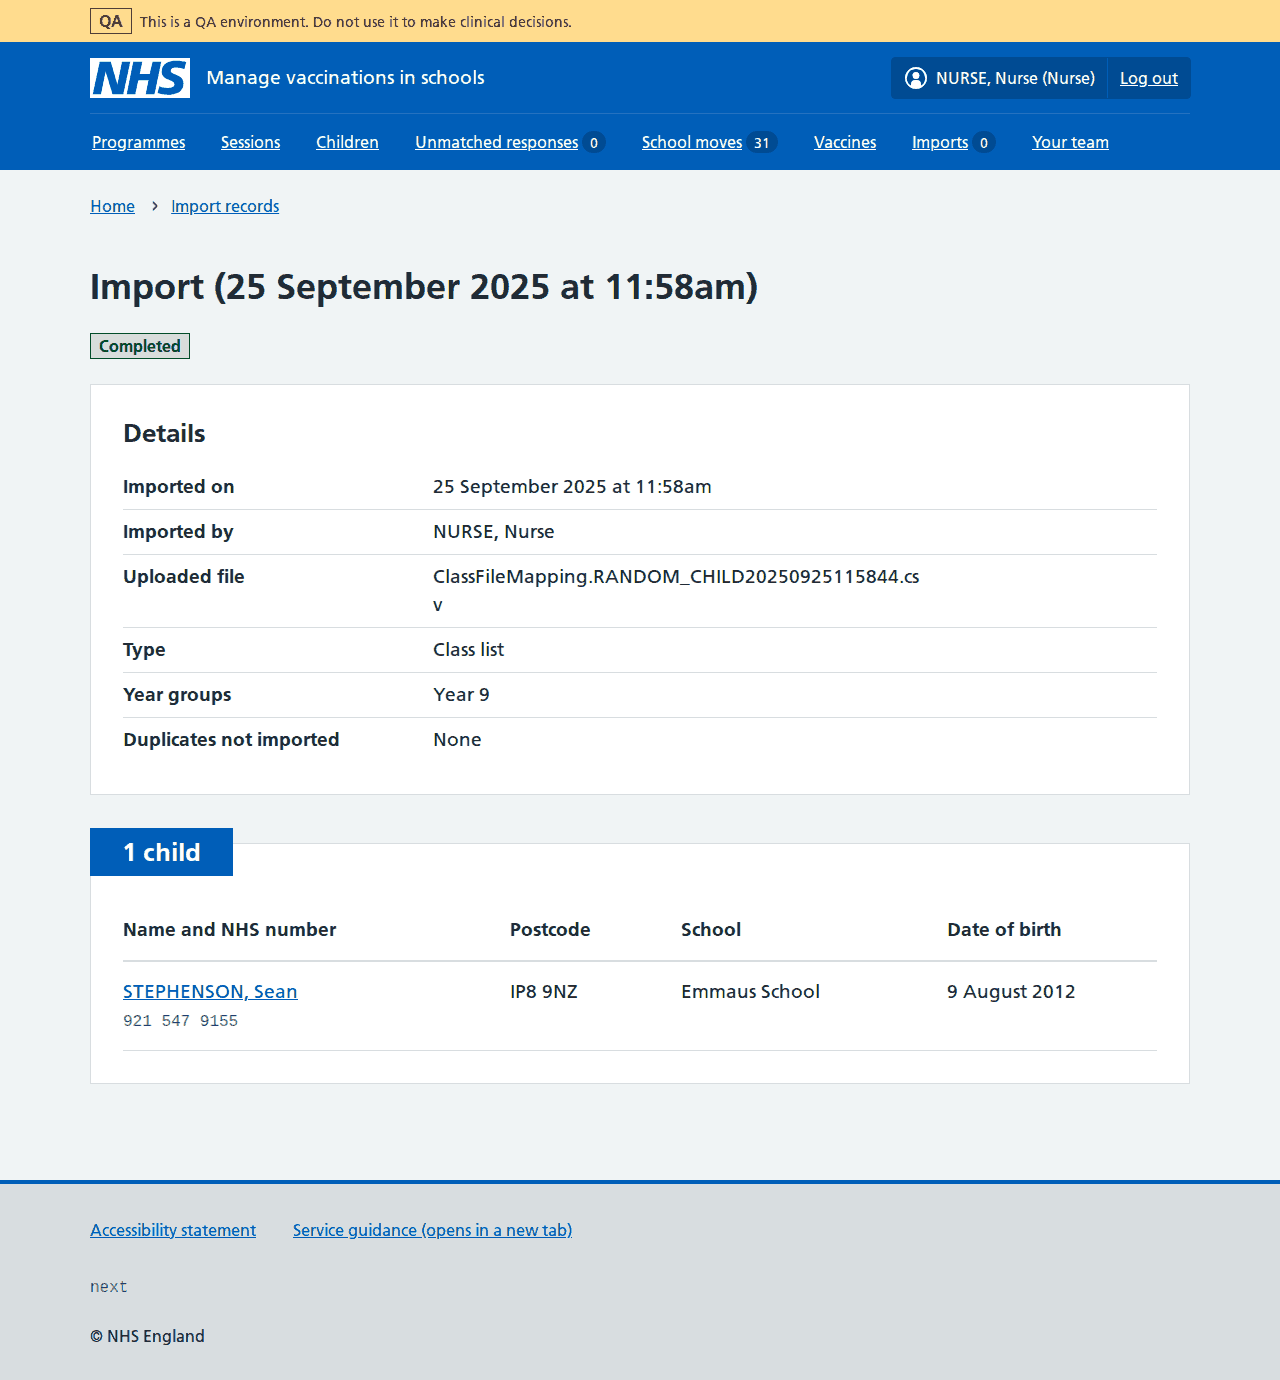 QA This is a QA environment. Do not use it to make clinical decisions.
NHS Manage vaccinations in schools NURSE, Nurse (Nurse) Log out
Programmes Sessions Children Unmatched responses 0 School moves 31 Vaccines Imports 0 Your team
Home Import records
Import (25 September 2025 at 11:58am)
Completed
Details
Imported on 25 September 2025 at 11:58am
Imported by NURSE, Nurse
Uploaded file ClassFileMapping.RANDOM_CHILD20250925115844.cs
v
Type Class list
Year groups Year 9
Duplicates not imported None
1 child
Name and NHS number Postcode School Date of birth
STEPHENSON, Sean IP8 9NZ Emmaus School 9 August 2012
921 547 9155
Accessibility statement Service guidance (opens in a new tab)
next
© NHS England